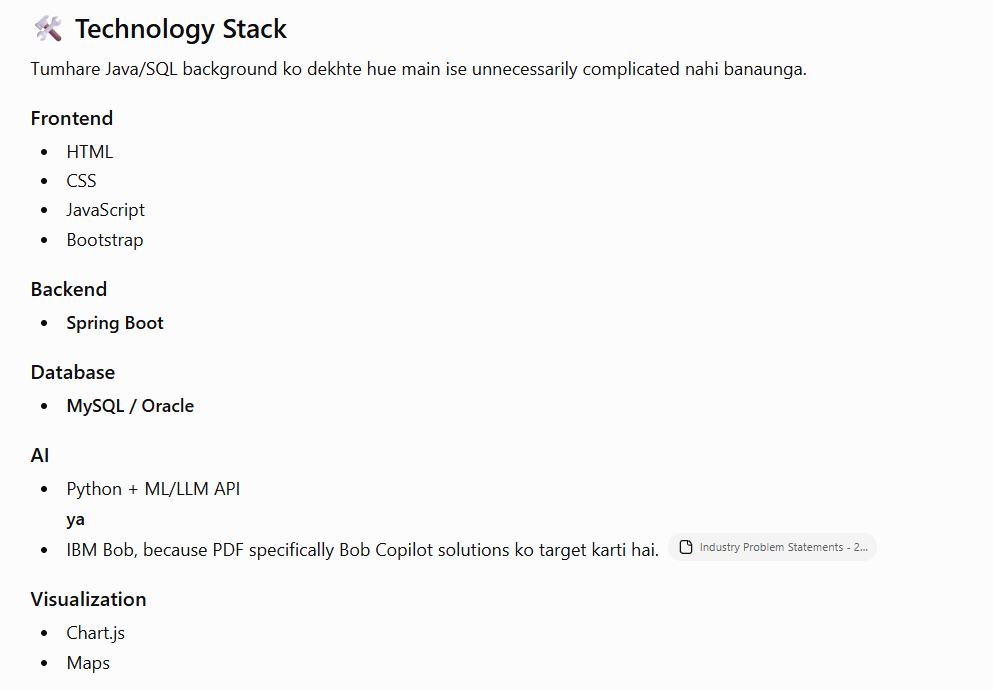 🛠️ Technology Stack
Tumhare Java/SQL background ko dekhte hue main ise unnecessarily complicated nahi banaunga.
Frontend
• HTML
• CSS
• JavaScript
• Bootstrap
Backend
• Spring Boot
Database
• MySQL / Oracle
AI
• Python + ML/LLM API
ya
• IBM Bob, because PDF specifically Bob Copilot solutions ko target karti hai. Industry Problem Statements - 2...
Visualization
• Chart.js
• Maps